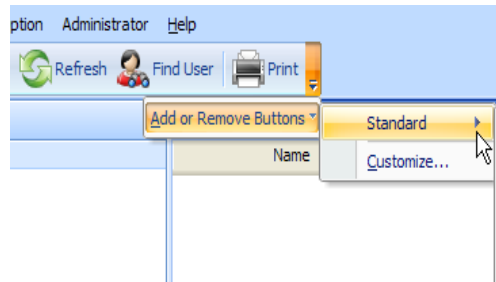 ption Administrator Help
Refresh Find User Print
Add or Remove Buttons Standard
Name Customize...